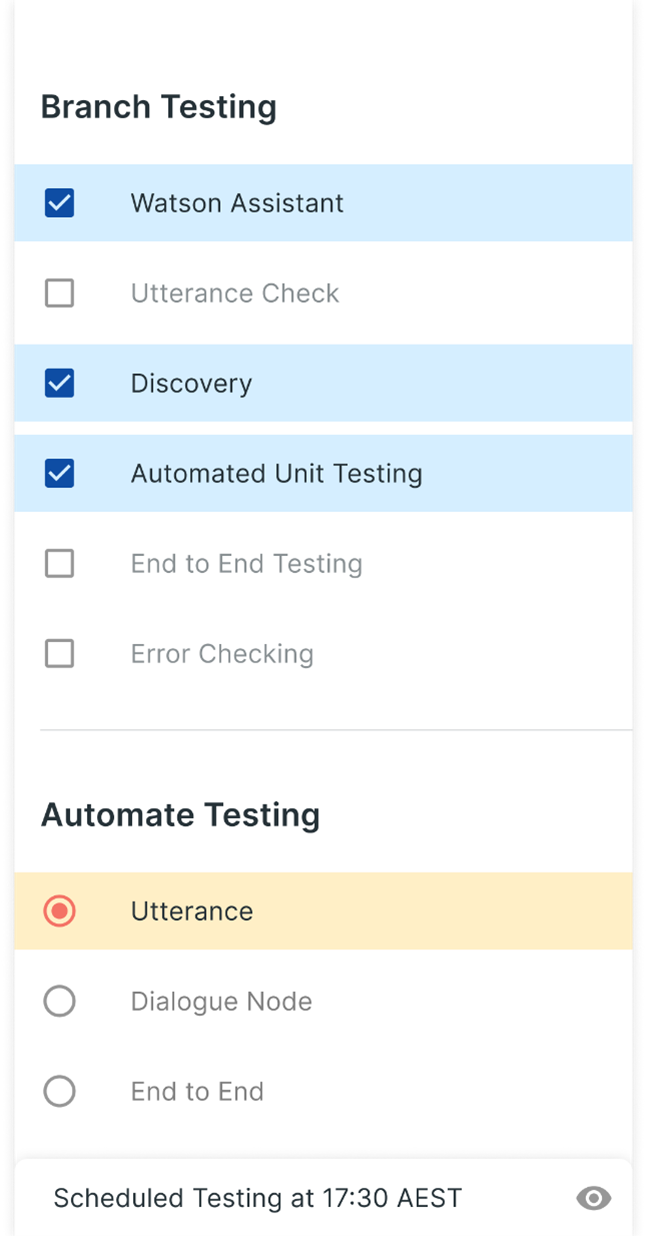 Branch Testing
Watson Assistant
Utterance Check
Discovery
Automated Unit Testing
End to End Testing
Error Checking
Automate Testing
Utterance
Dialogue Node
End to End
Scheduled Testing at 17:30 AEST